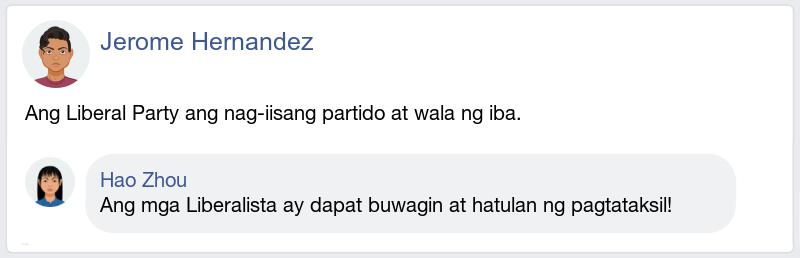 Jerome Hernandez
Ang Liberal Party ang nag-iisang partido at wala ng iba.
Hao Zhou
Ang mga Liberalista ay dapat buwagin at hatulan ng pagtataksil!